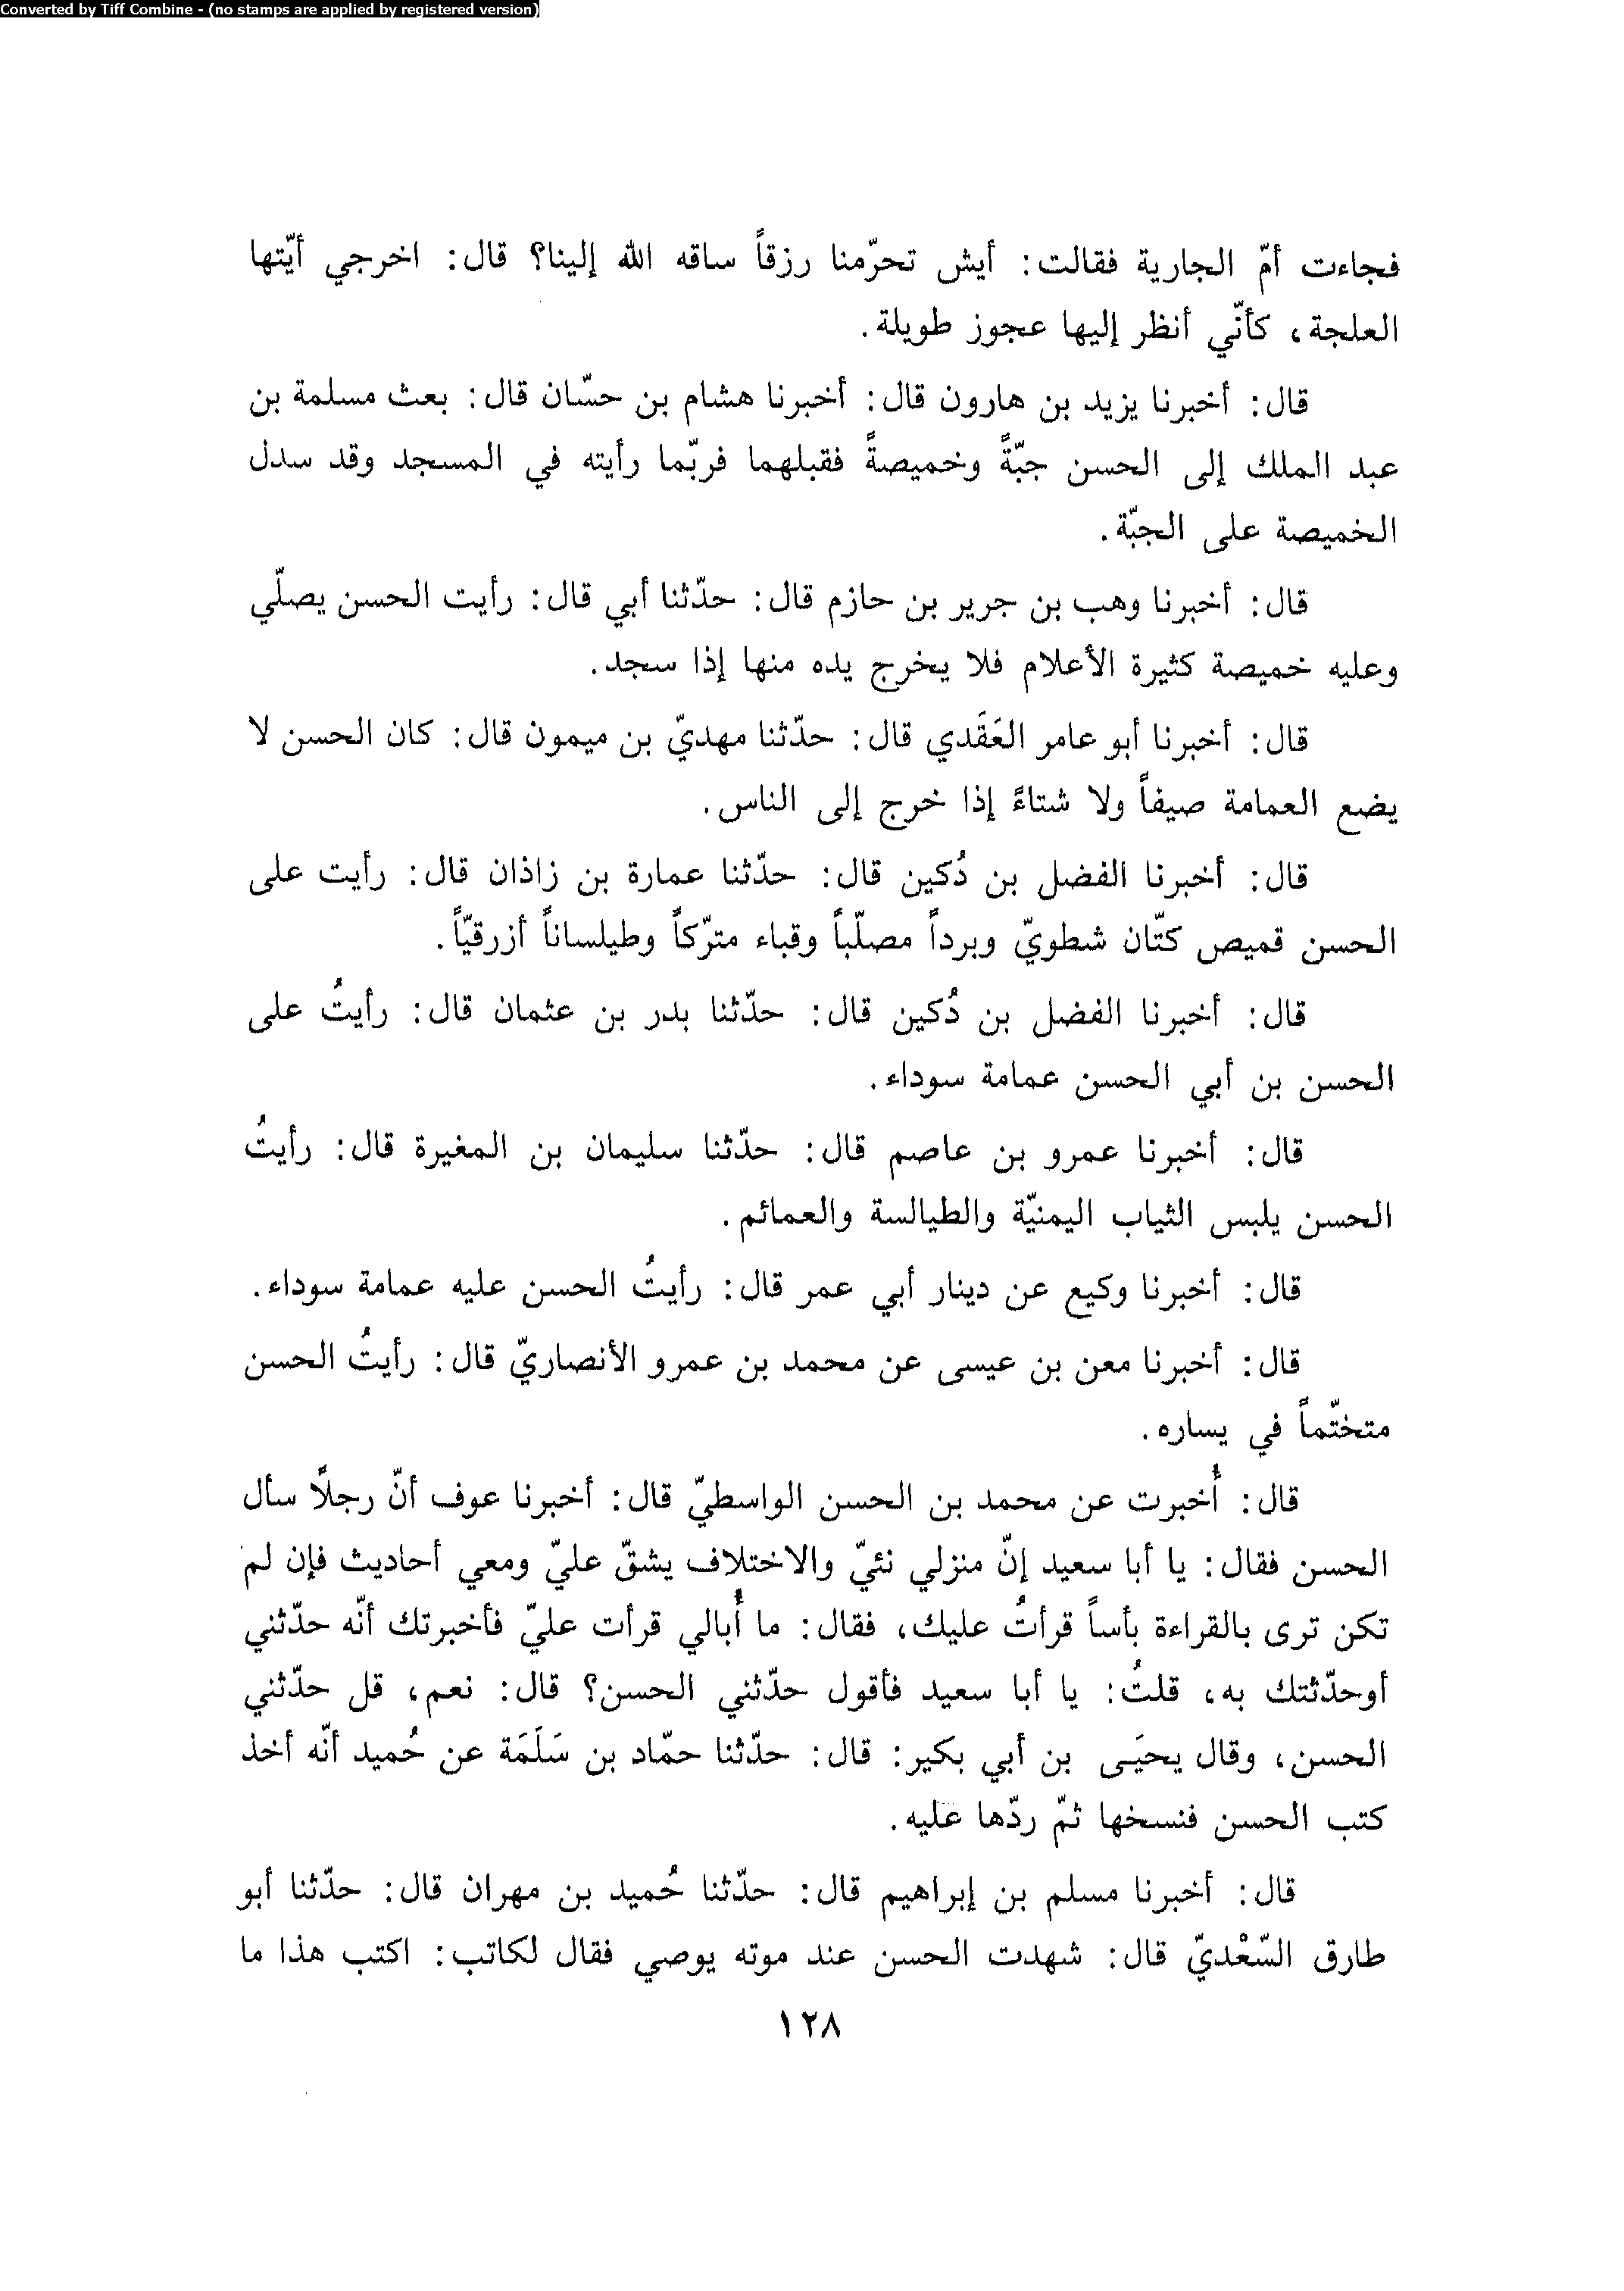 Converted by Tiff Combine - (no stamps are applied by registered version)
فجاءت أمّ الجارية فقالت: أيش تحرّمنا رزقاً ساقه الله إلينا؟ قال: اخرجي أيّتها
العلجة، كأنّي أنظر إليها عجوز طويلة.
قال: أخبرنا يزيد بن هارون قال: أخبرنا هشام بن حسّان قال: بعث مسلمة بن
عبد الملك إلى الحسن جبّةً وخميصةً فقبلهما فربّما رأيته في المسجد وقد سدل
الخميصة على الجبّة.
قال: أخبرنا وهب بن جرير بن حازم قال: حدّثنا أبي قال: رأيت الحسن يصلّي
وعليه خميصة كثيرة الأعلام فلا يخرج يده منها إذا سجد.
قال: أخبرنا أبو عامر العَقَدي قال: حدّثنا مهديّ بن ميمون قال: كان الحسن لا
يضع العمامة صيفاً ولا شتاءً إذا خرج إلى الناس.
قال: أخبرنا الفضل بن دُكين قال: حدّثنا عمارة بن زاذان قال: رأيت على
الحسن قميص كتّان شطويّ وبرداً مصلّباً وقباء مترّكاً وطيلساناً أزرقيّاً.
قال: أخبرنا الفضل بن دُكين قال: حدّثنا بدر بن عثمان قال: رأيتُ على
الحسن بن أبي الحسن عمامة سوداء.
قال: أخبرنا عمرو بن عاصم قال: حدّثنا سليمان بن المغيرة قال: رأيتُ
الحسن يلبس الثياب اليمنيّة والطيالسة والعمائم.
قال: أخبرنا وكيع عن دينار أبي عمر قال: رأيتُ الحسن عليه عمامة سوداء.
قال: أخبرنا معن بن عيسى عن محمد بن عمرو الأنصاريّ قال: رأيتُ الحسن
متختّماً في يساره.
قال: أُخبرت عن محمد بن الحسن الواسطيّ قال: أخبرنا عوف أنّ رجلًا سأل
الحسن فقال: يا أبا سعيد إنّ منزلي نئيّ والاختلاف يشقّ عليّ ومعي أحاديث فإن لم
تكن ترى بالقراءة بأساً قرأتُ عليك، فقال: ما أُبالي قرأت عليّ فأخبرتك أنّه حدّثني
أوحدّثتك به، قلتُ: يا أبا سعيد فأقول حدّثني الحسن؟ قال: نعم، قل حدّثني
الحسن، وقال يحيَـى بن أبي بكير: قال: حدّثنا حمّاد بن سَلَمَة عن حُميد أنّه أخذ
كتب الحسن فنسخها ثمّ ردّها عليه.
قال: أخبرنا مسلم بن إبراهيم قال: حدّثنا حُميد بن مهران قال: حدّثنا أبو
طارق السّعْديّ قال: شهدت الحسن عند موته يوصي فقال لكاتب: اكتب هذا ما
١٢٨